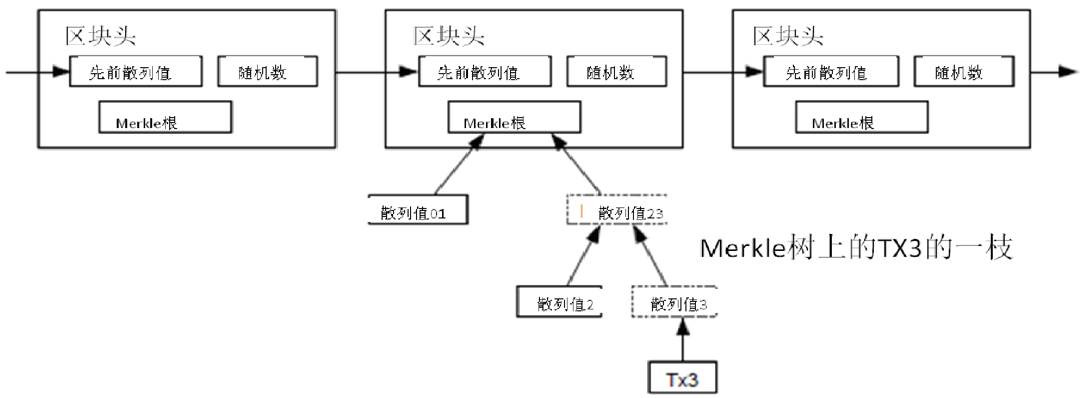 区块头
先前散列值
随机数
Merkle根
区块头
先前散列值
随机数
Merkle根
区块头
先前散列值
随机数
Merkle根
散列值01
散列值23
Merkle树上的TX3的一枝
散列值2
散列值3
Tx3